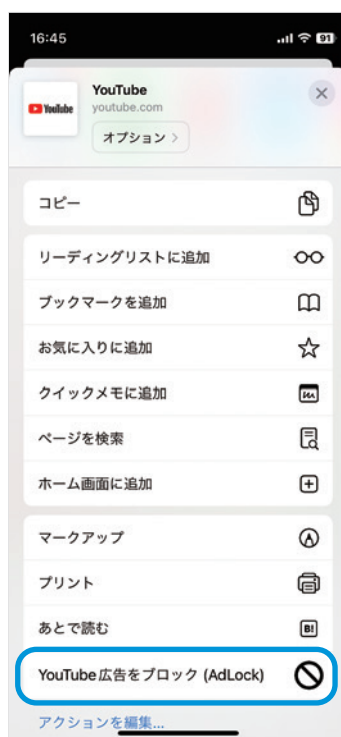 16:45
91
YouTube
YouTube
youtube.com
オプション
コピー
リーディングリストに追加
ブックマークを追加
お気に入りに追加
クイックメモに追加
ページを検索
ホーム画面に追加
マークアップ
プリント
あとで読む
B!
YouTube広告をブロック (AdLock)
アクションを編集...